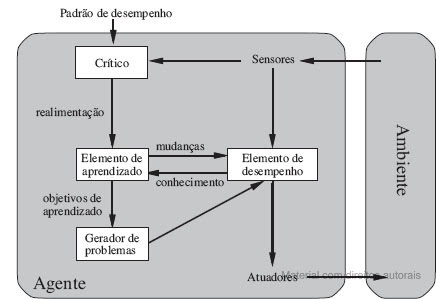 Padrão de desempenho
Crítico
Sensores
realimentação
mudanças
Elemento de
aprendizado
Elemento de
desempenho
conhecimento
objetivos de
aprizado
Gerador de
problemas
Ambiente
Agente
Atuadores
Material com direitos autorais